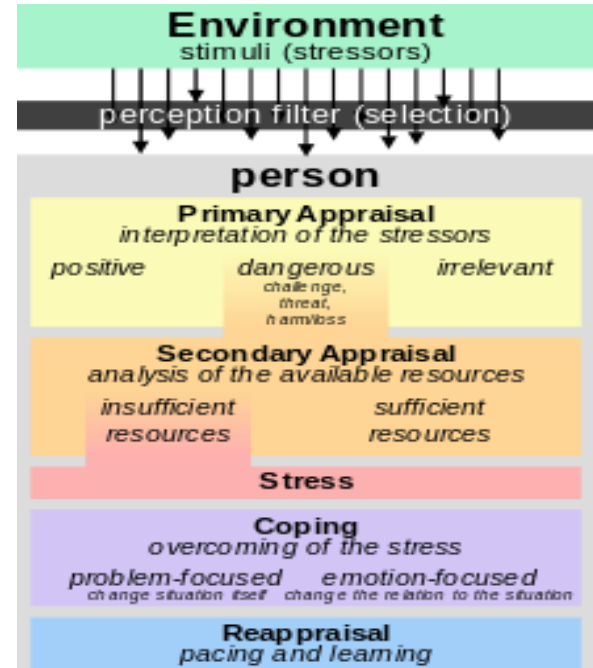 Environment
stimuli (stressors)
perception filter (selection)
person
Primary Appraisal
interpretation of the stressors
positive dangerous irrelevant
challenge,
threat,
harm/loss
Secondary Appraisal
analysis of the available resources
insufficient sufficient
resources resources
Stress
Coping
overcoming of the stress
problem-focused emotion-focused
change situation itself change the relation to the situation
Reappraisal
pacing and learning